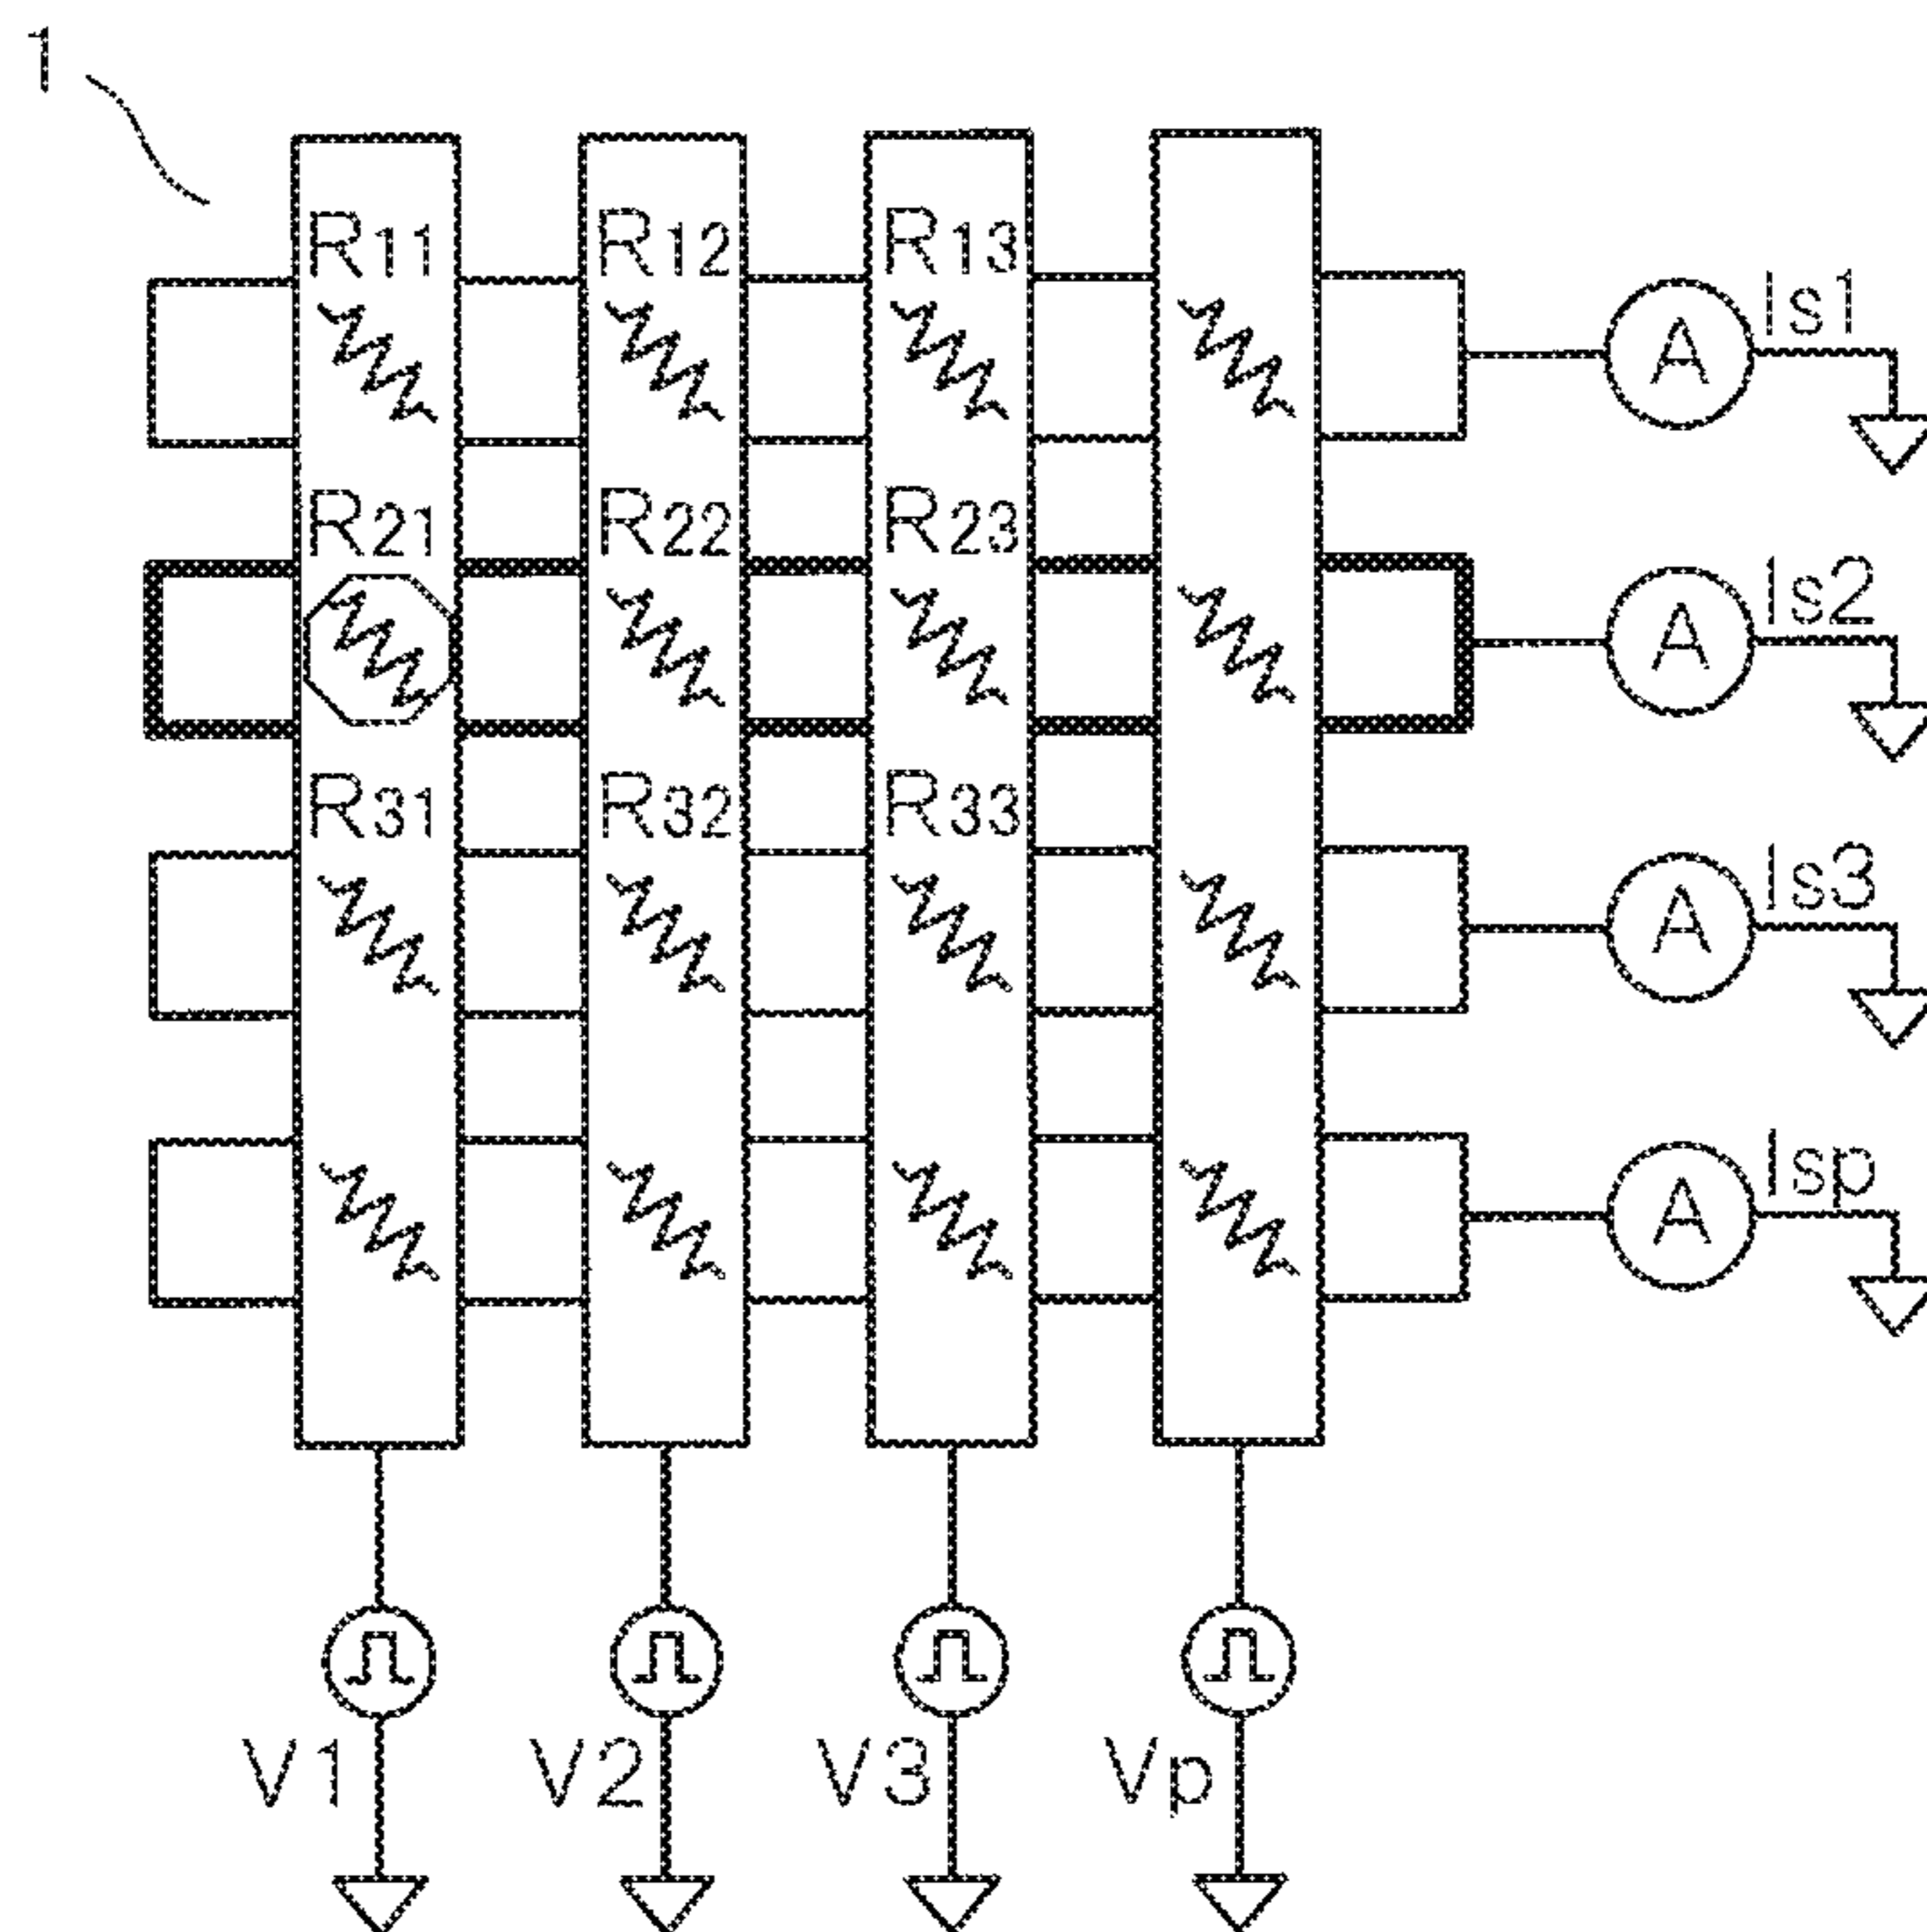 1
R11 R12 R13
A Is1
R21 R22 R23
A Is2
R31 R32 R33
A Is3
A Isp
V1 V2 V3 Vp